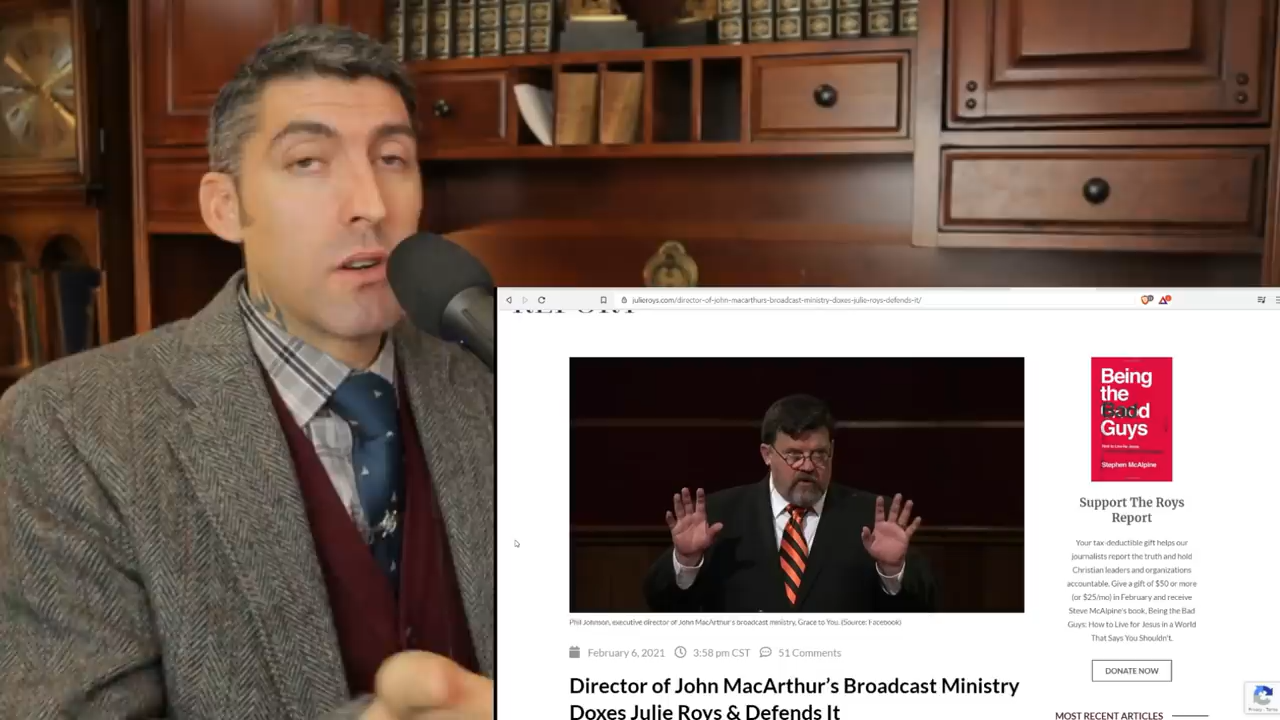 julieroys.com/director-of-john-macarthurs-broadcast-ministry-doxes-julie-roys-defends-it/
REPORT
Being
the
Good
Guys
Stephen McAlpine
Phil Johnson, executive director of John MacArthur's broadcast ministry, Grace to You. (Source: Facebook)
February 6, 2021 3:58 pm CST 51 Comments
Director of John MacArthur's Broadcast Ministry
Doxes Julie Roys & Defends It
Support The Roys
Report
Your tax-deductible gift helps our
journalists report the truth and hold
Christian leaders and organizations
accountable. Give a gift of $50 or more
(or $25/mo) in February and receive
Steve McAlpine's book, Being the Bad
Guys: How to Live for Jesus in a World
That Says You Shouldn't.
DONATE NOW
MOST RECENT ARTICLES
Privacy - Terms